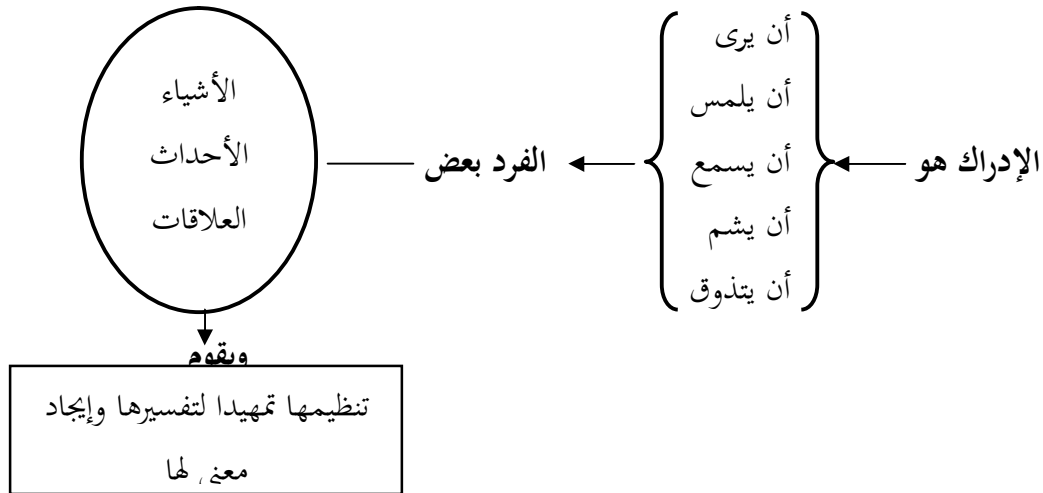 الإدراك هو
أن يرى
أن يلمس
أن يسمع
أن يشم
أن يتذوق
الفرد بعض
الأشياء
الأحداث
العلاقات
ويقوم
تنظيمها تمهيدا لتفسيرها وإيجاد
معنى لها